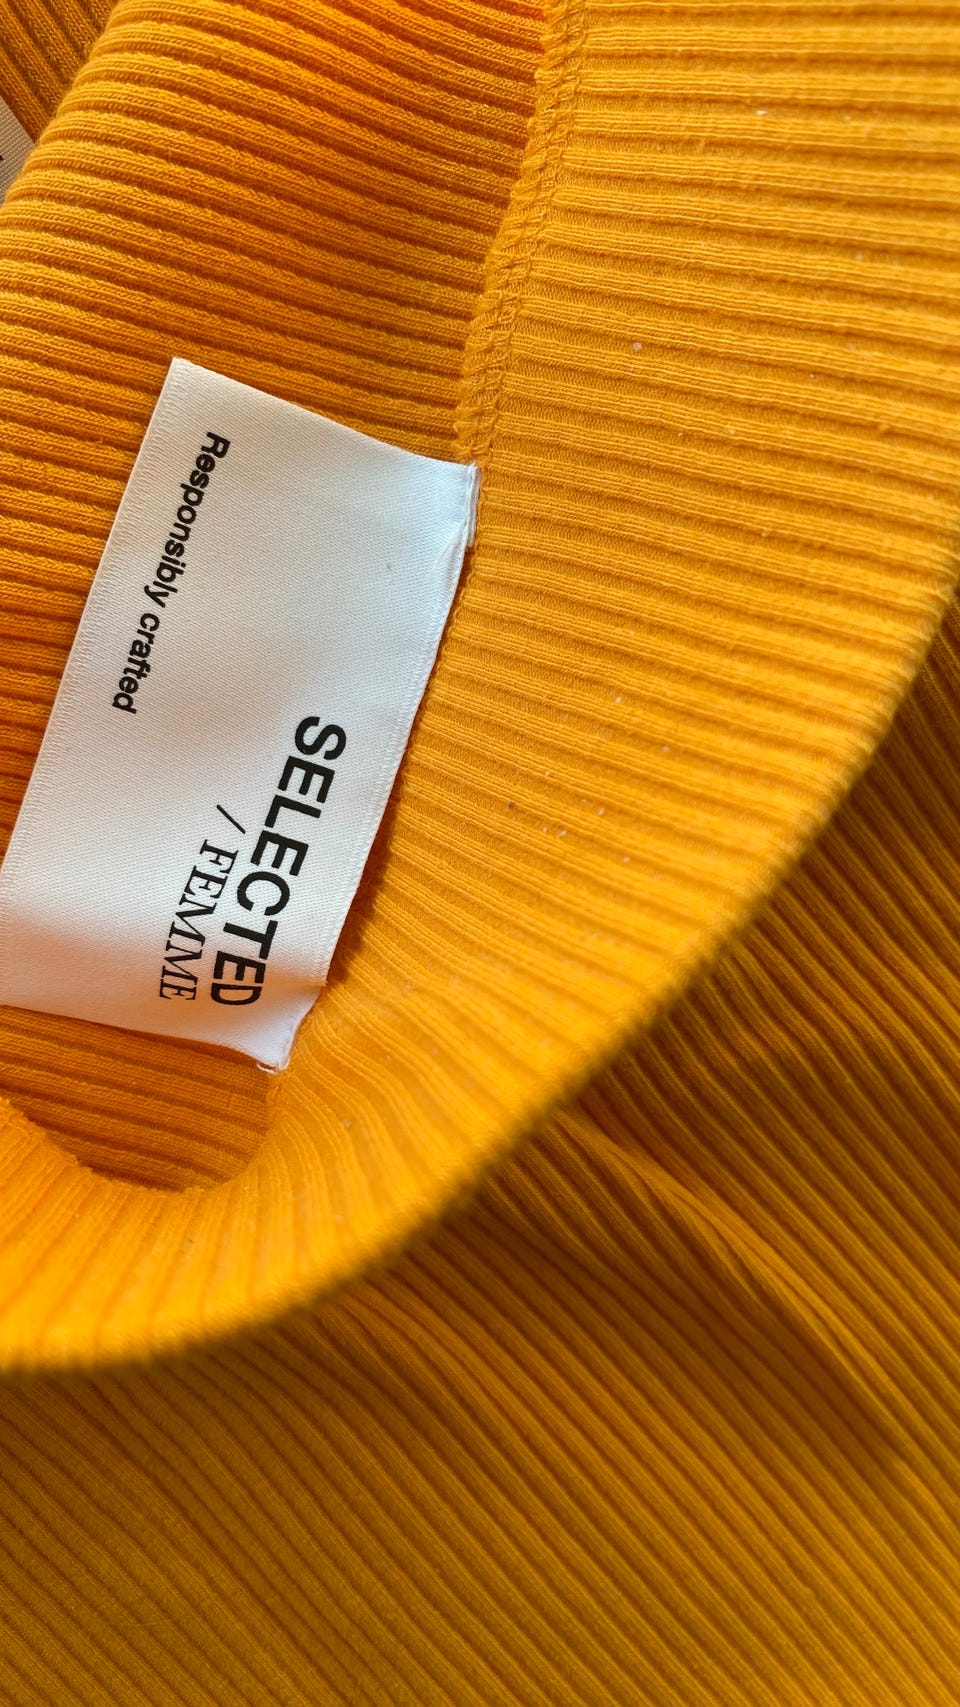 SELECTED
/ FEMME
Responsibly crafted